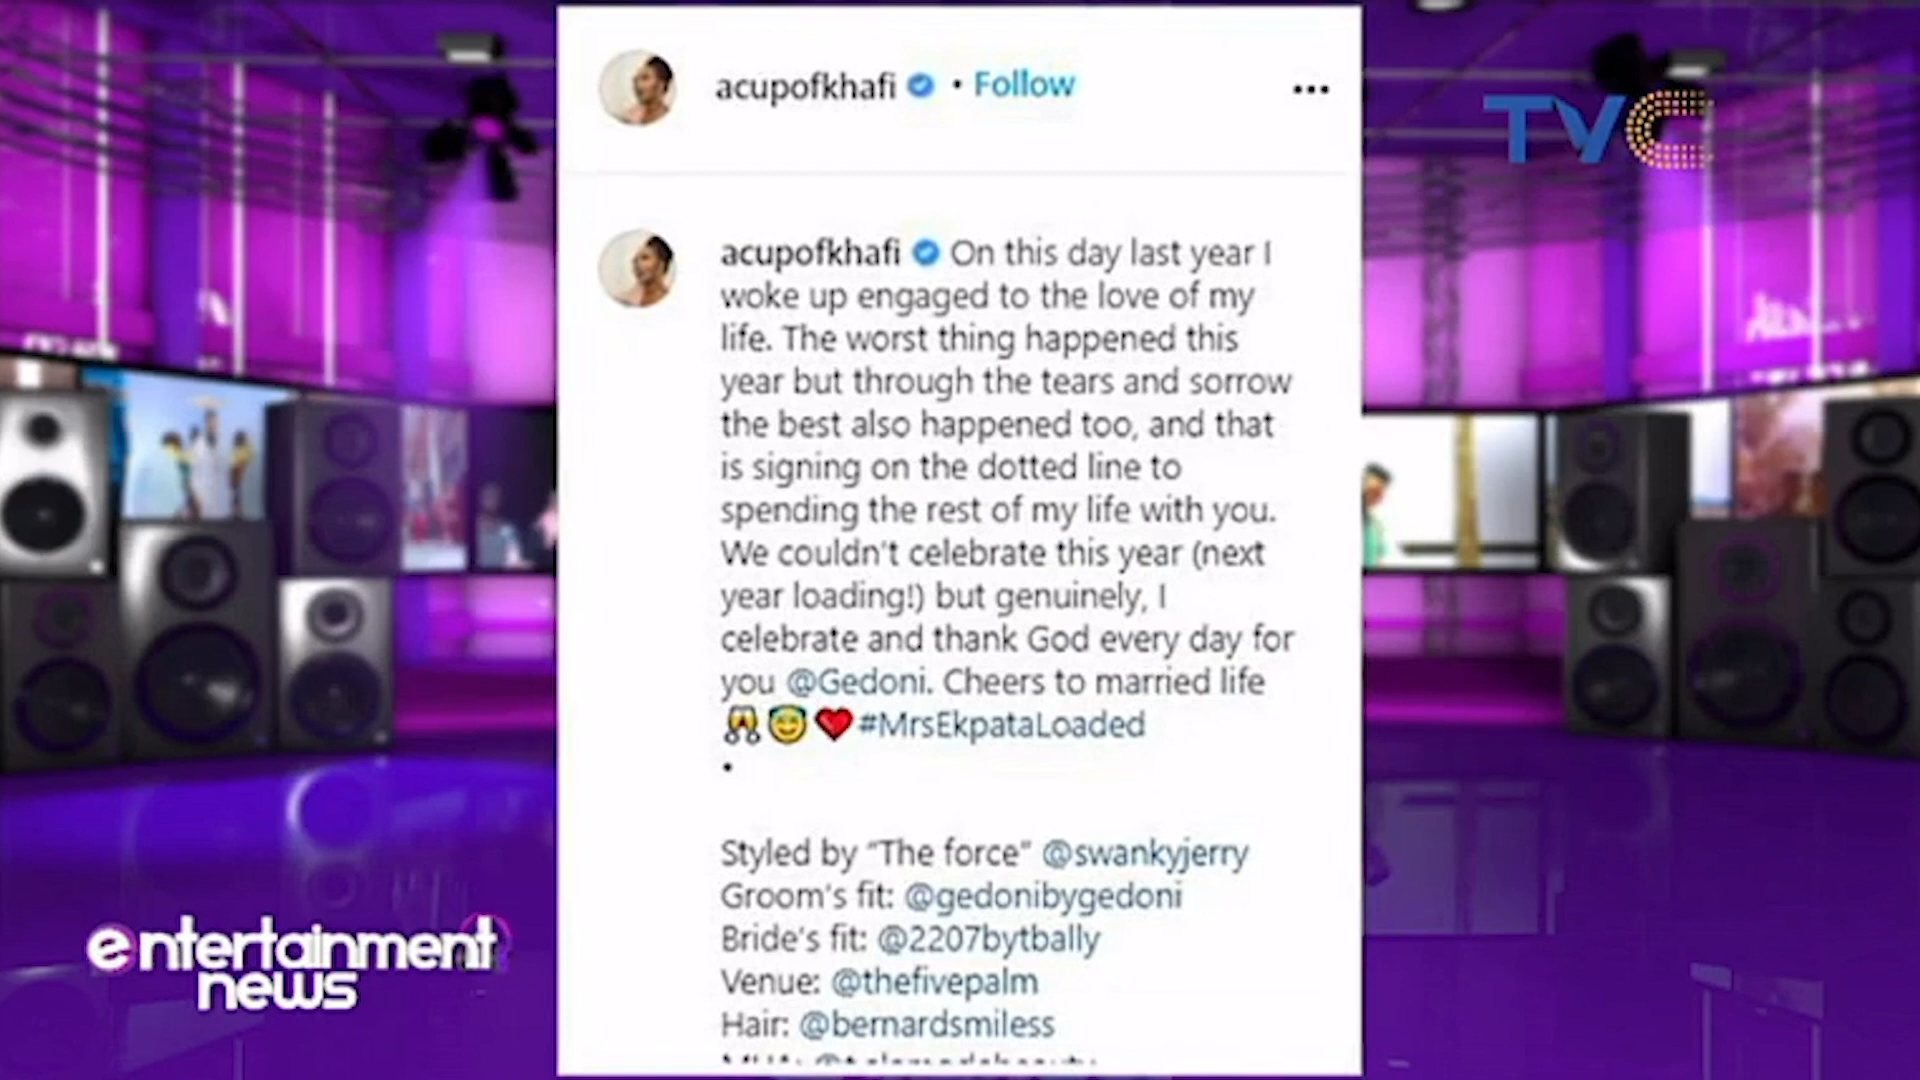 acupofkhafi • Follow
...
TVC
acupofkhafi On this day last year I
woke up engaged to the love of my
life. The worst thing happened this
year but through the tears and sorrow
the best also happened too, and that
is signing on the dotted line to
spending the rest of my life with you.
We couldn't celebrate this year (next
year loading!) but genuinely, I
celebrate and thank God every day for
you @Gedoni. Cheers to married life
🥂😇❤️#MrsEkpataLoaded
•
Styled by "The force" @swankyjerry
Groom's fit: @gedonibygedoni
Bride's fit: @2207bytbally
Venue: @thefivepalm
Hair: @bernardsmiless
entertainment
news